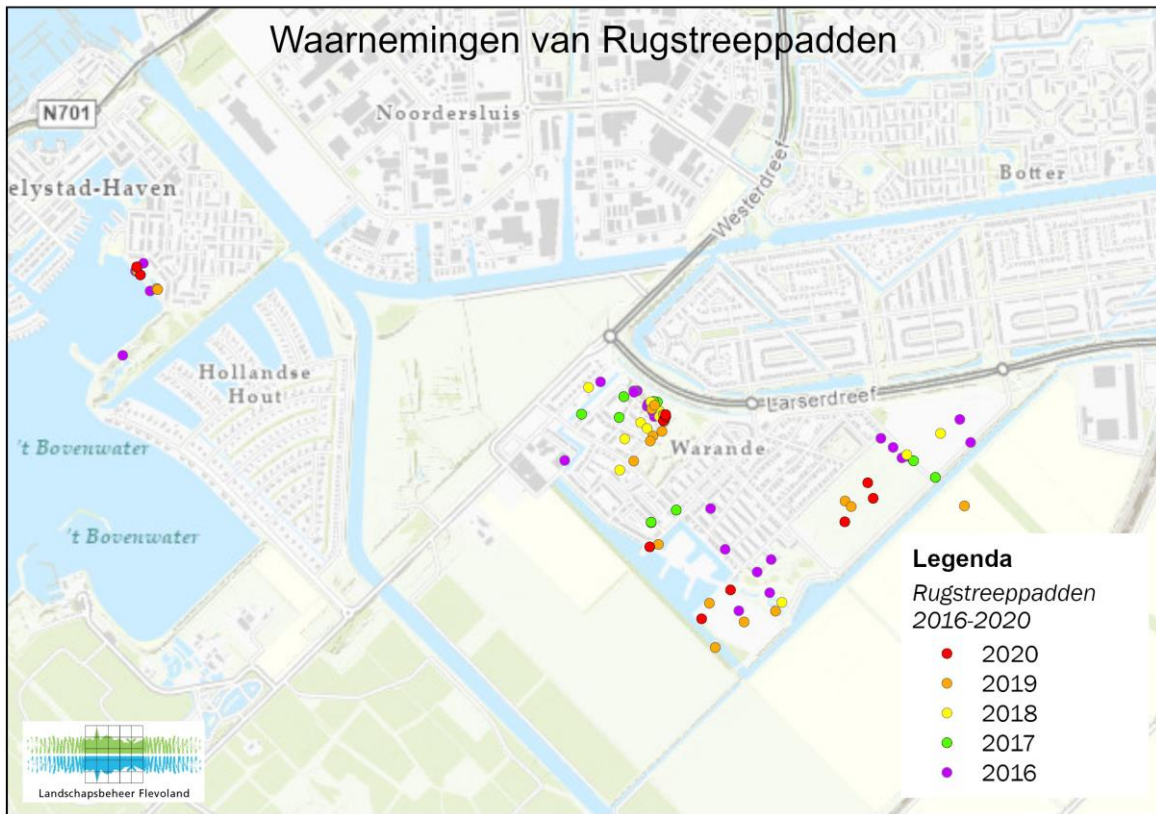 Waarnemingen van Rugstreeppadden
N701
Noordersluis
elystad-Haven
Westerdreef
Botter
Hollandse
Hout
Larserdreef
't Bovenwater
Warande
't Bovenwater
Legenda
Rugstreeppadden
2016-2020
2020
2019
2018
2017
2016
Landschapsbeheer Flevoland